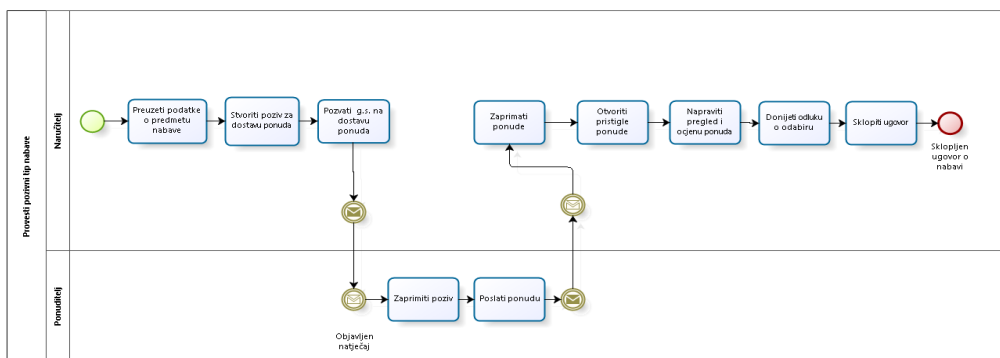 Provesti pozivni tip nabave
Naručitelj
Preuzeti podatke
o predmetu
nabave
Stvoriti poziv za
dostavu ponuda
Pozvati g.s. na
dostavu
ponuda
Zaprimati
ponude
Otvoriti
pristigle
ponude
Napraviti
pregled i
ocjenu ponuda
Donijeti odluku
o odabiru
Sklopiti ugovor
Sklopljen
ugovor o
nabavi
Ponuditelj
Objavljen
natječaj
Zaprimiti poziv
Poslati ponudu